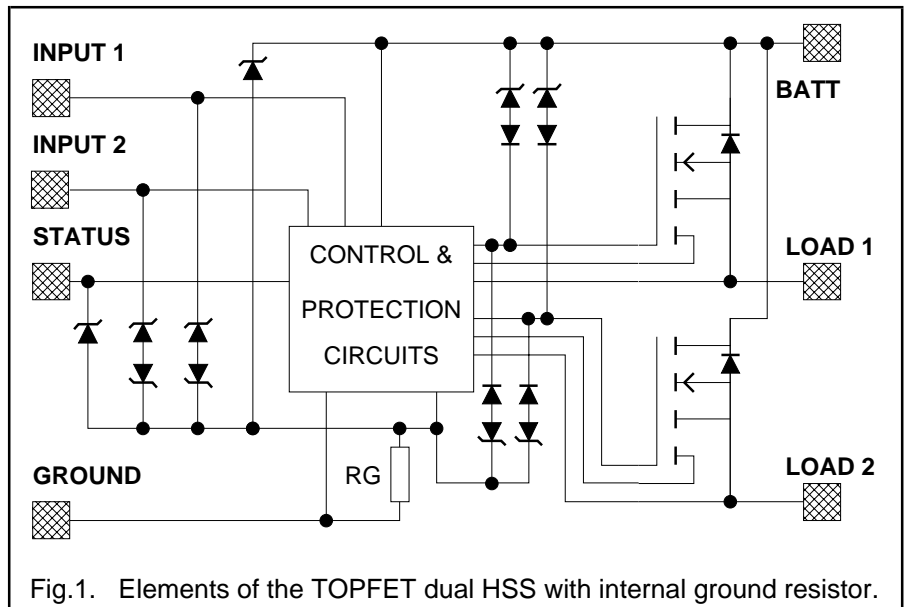 INPUT 1
BATT
INPUT 2
STATUS
CONTROL &
LOAD 1
PROTECTION
CIRCUITS
GROUND
RG
LOAD 2
Fig.1. Elements of the TOPFET dual HSS with internal ground resistor.